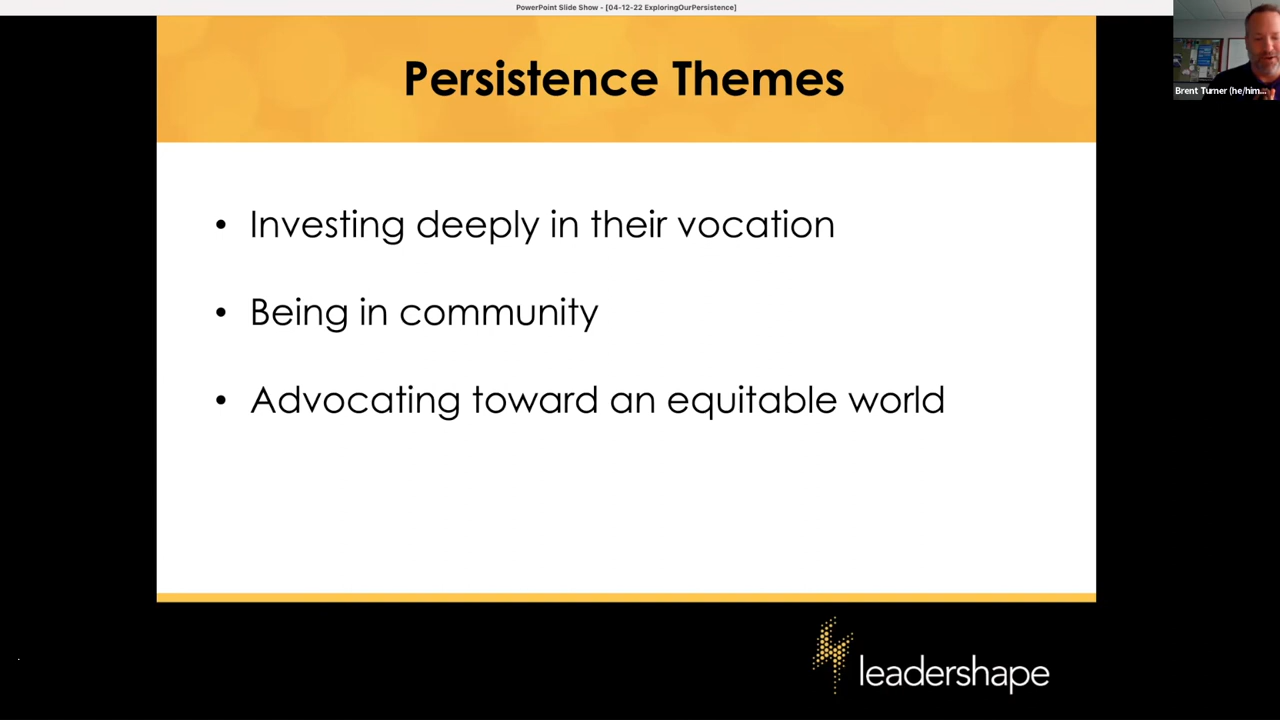 PowerPoint Slide Show - [04-12-22 ExploringOurPersistence]
Persistence Themes
Brent Turner (he/him...
• Investing deeply in their vocation
• Being in community
• Advocating toward an equitable world
leadershape